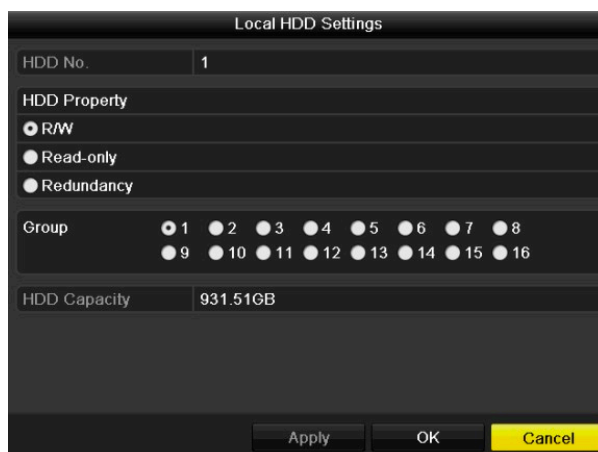 Local HDD Settings
HDD No. 1
HDD Property
R/W
Read-only
Redundancy
Group 1 2 3 4 5 6 7 8
9 10 11 12 13 14 15 16
HDD Capacity 931.51GB
Apply OK Cancel